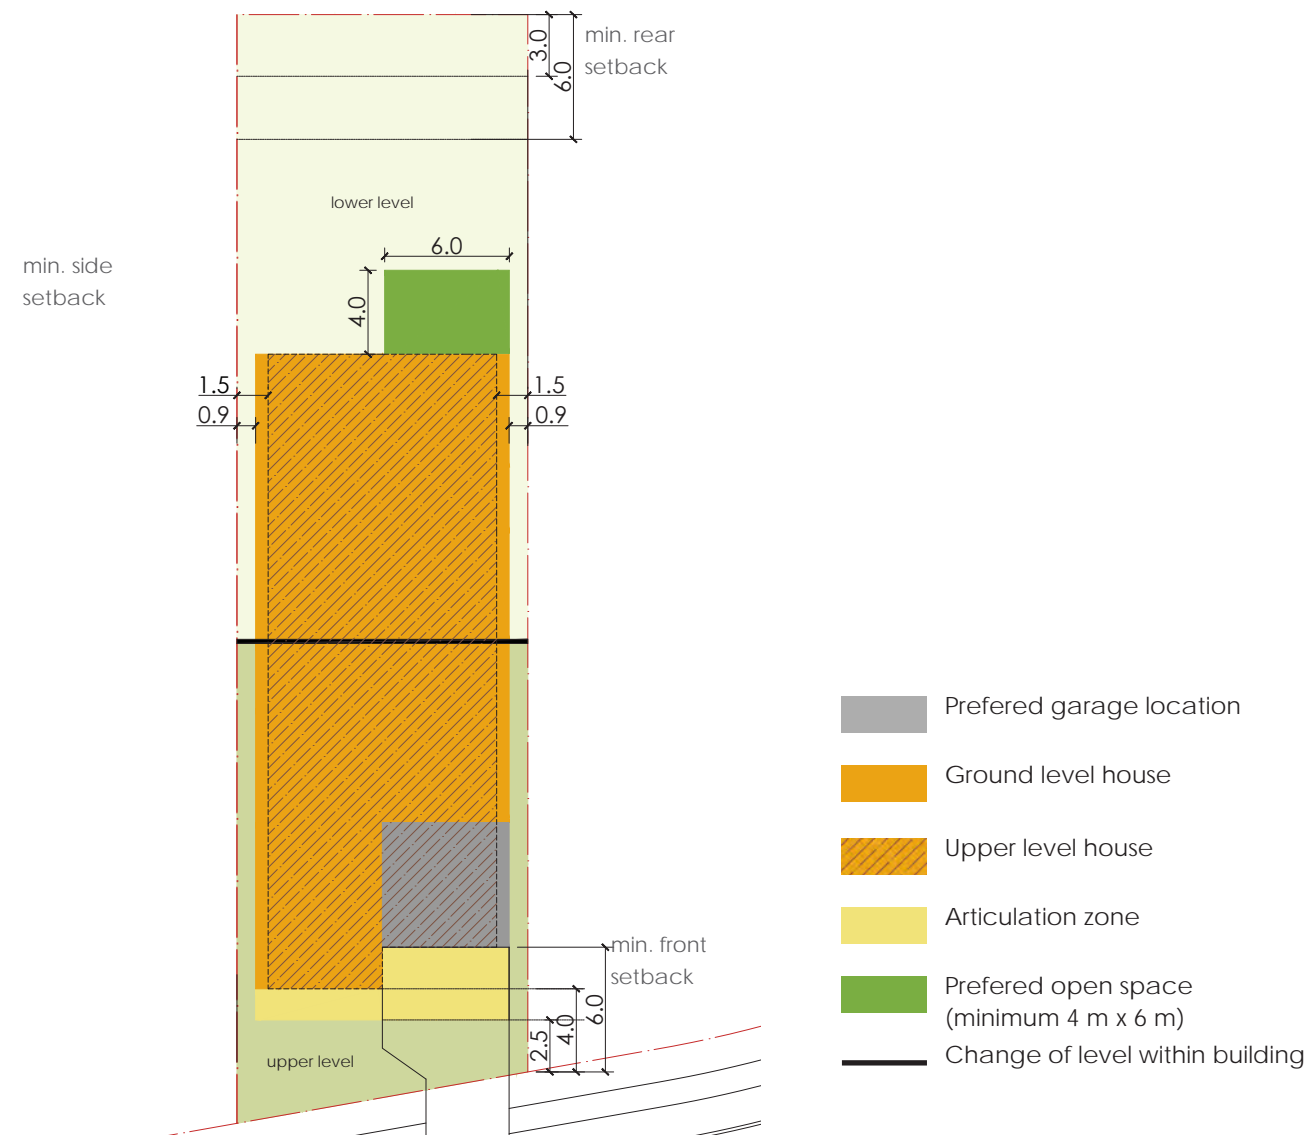 3.0
6.0
min. rear
setback
lower level
6.0
4.0
min. side
setback
1.5
0.9
1.5
0.9
Prefered garage location
Ground level house
Upper level house
Articulation zone
Prefered open space
(minimum 4 m x 6 m)
Change of level within building
min. front
setback
2.5
4.0
6.0
upper level